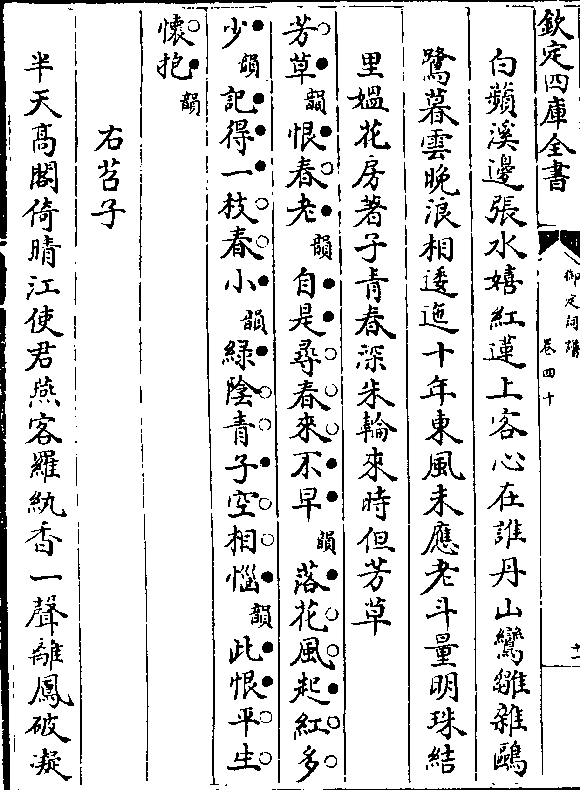 欽定四庫全書
御定詞譜
卷四十
十一
白蘋溪邊張水嬉紅蓮上客心在誰丹山鸞雛雜鷗
鷺暮雲晚浪相逶迤十年東風未應老斗量明珠結
里媼花房著子青春深朱輪來時但芳草
芳草韻恨春老韻自是尋春來不早韻落花風起紅多
少韻記得一枝春小韻綠陰青子空相惱韻此恨平生
懷抱韻
右苕子
半天高閣倚晴江使君燕客羅紈香一聲離鳳破凝